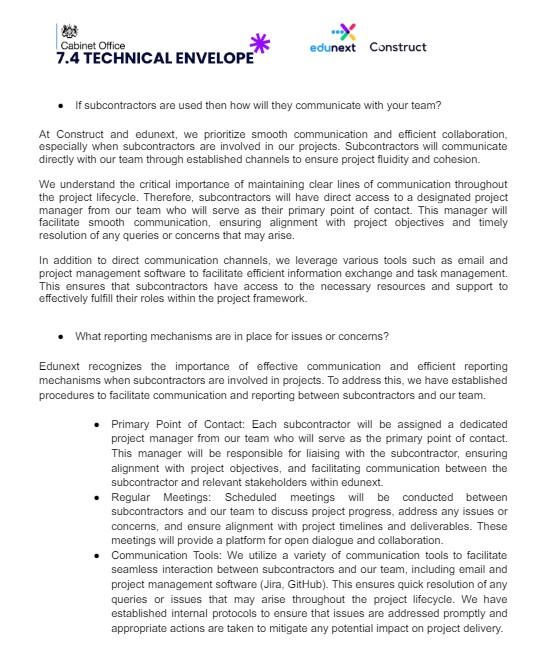 Cabinet Office
7.4 TECHNICAL ENVELOPE
edunext Construct
● If subcontractors are used then how will they communicate with your team?
At Construct and edunext, we prioritize smooth communication and efficient collaboration,
especially when subcontractors are involved in our projects. Subcontractors will communicate
directly with our team through established channels to ensure project fluidity and cohesion.
We understand the critical importance of maintaining clear lines of communication throughout
the project lifecycle. Therefore, subcontractors will have direct access to a designated project
manager from our team who will serve as their primary point of contact. This manager will
facilitate smooth communication, ensuring alignment with project objectives and timely
resolution of any queries or concerns that may arise.
In addition to direct communication channels, we leverage various tools such as email and
project management software to facilitate efficient information exchange and task management.
This ensures that subcontractors have access to the necessary resources and support to
effectively fulfill their roles within the project framework.
● What reporting mechanisms are in place for issues or concerns?
Edunext recognizes the importance of effective communication and efficient reporting
mechanisms when subcontractors are involved in projects. To address this, we have established
procedures to facilitate communication and reporting between subcontractors and our team.
● Primary Point of Contact: Each subcontractor will be assigned a dedicated
project manager from our team who will serve as the primary point of contact.
This manager will be responsible for liaising with the subcontractor, ensuring
alignment with project objectives, and facilitating communication between the
subcontractor and relevant stakeholders within edunext.
● Regular Meetings: Scheduled meetings will be conducted between
subcontractors and our team to discuss project progress, address any issues or
concerns, and ensure alignment with project timelines and deliverables. These
meetings will provide a platform for open dialogue and collaboration.
● Communication Tools: We utilize a variety of communication tools to facilitate
seamless interaction between subcontractors and our team, including email and
project management software (Jira, GitHub). This ensures quick resolution of any
queries or issues that may arise throughout the project lifecycle. We have
established internal protocols to ensure that issues are addressed promptly and
appropriate actions are taken to mitigate any potential impact on project delivery.